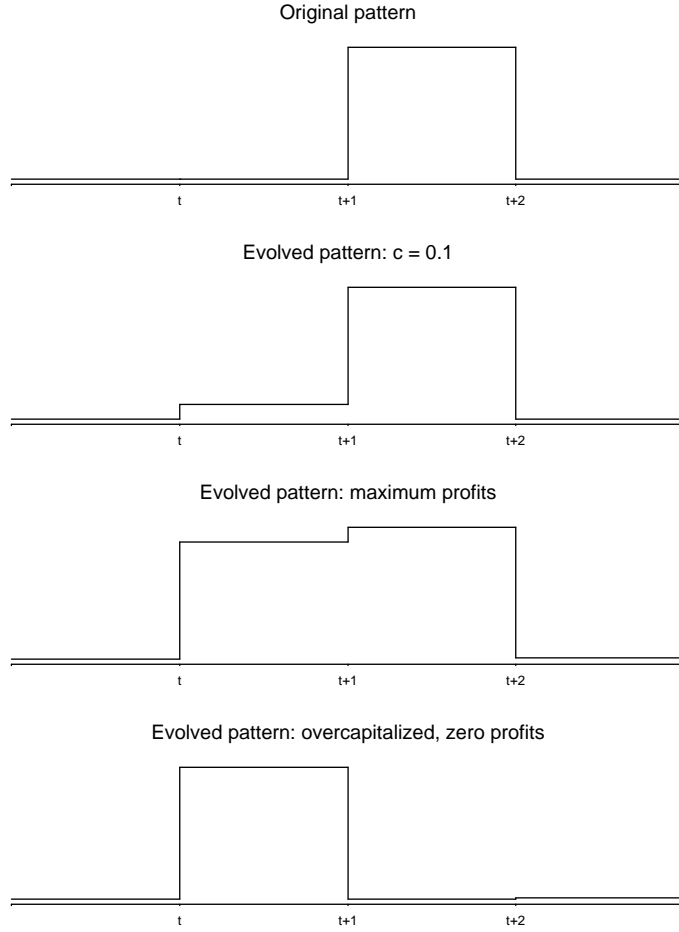 Original pattern
t t+1 t+2
Evolved pattern: c = 0.1
t t+1 t+2
Evolved pattern: maximum profits
t t+1 t+2
Evolved pattern: overcapitalized, zero profits
t t+1 t+2